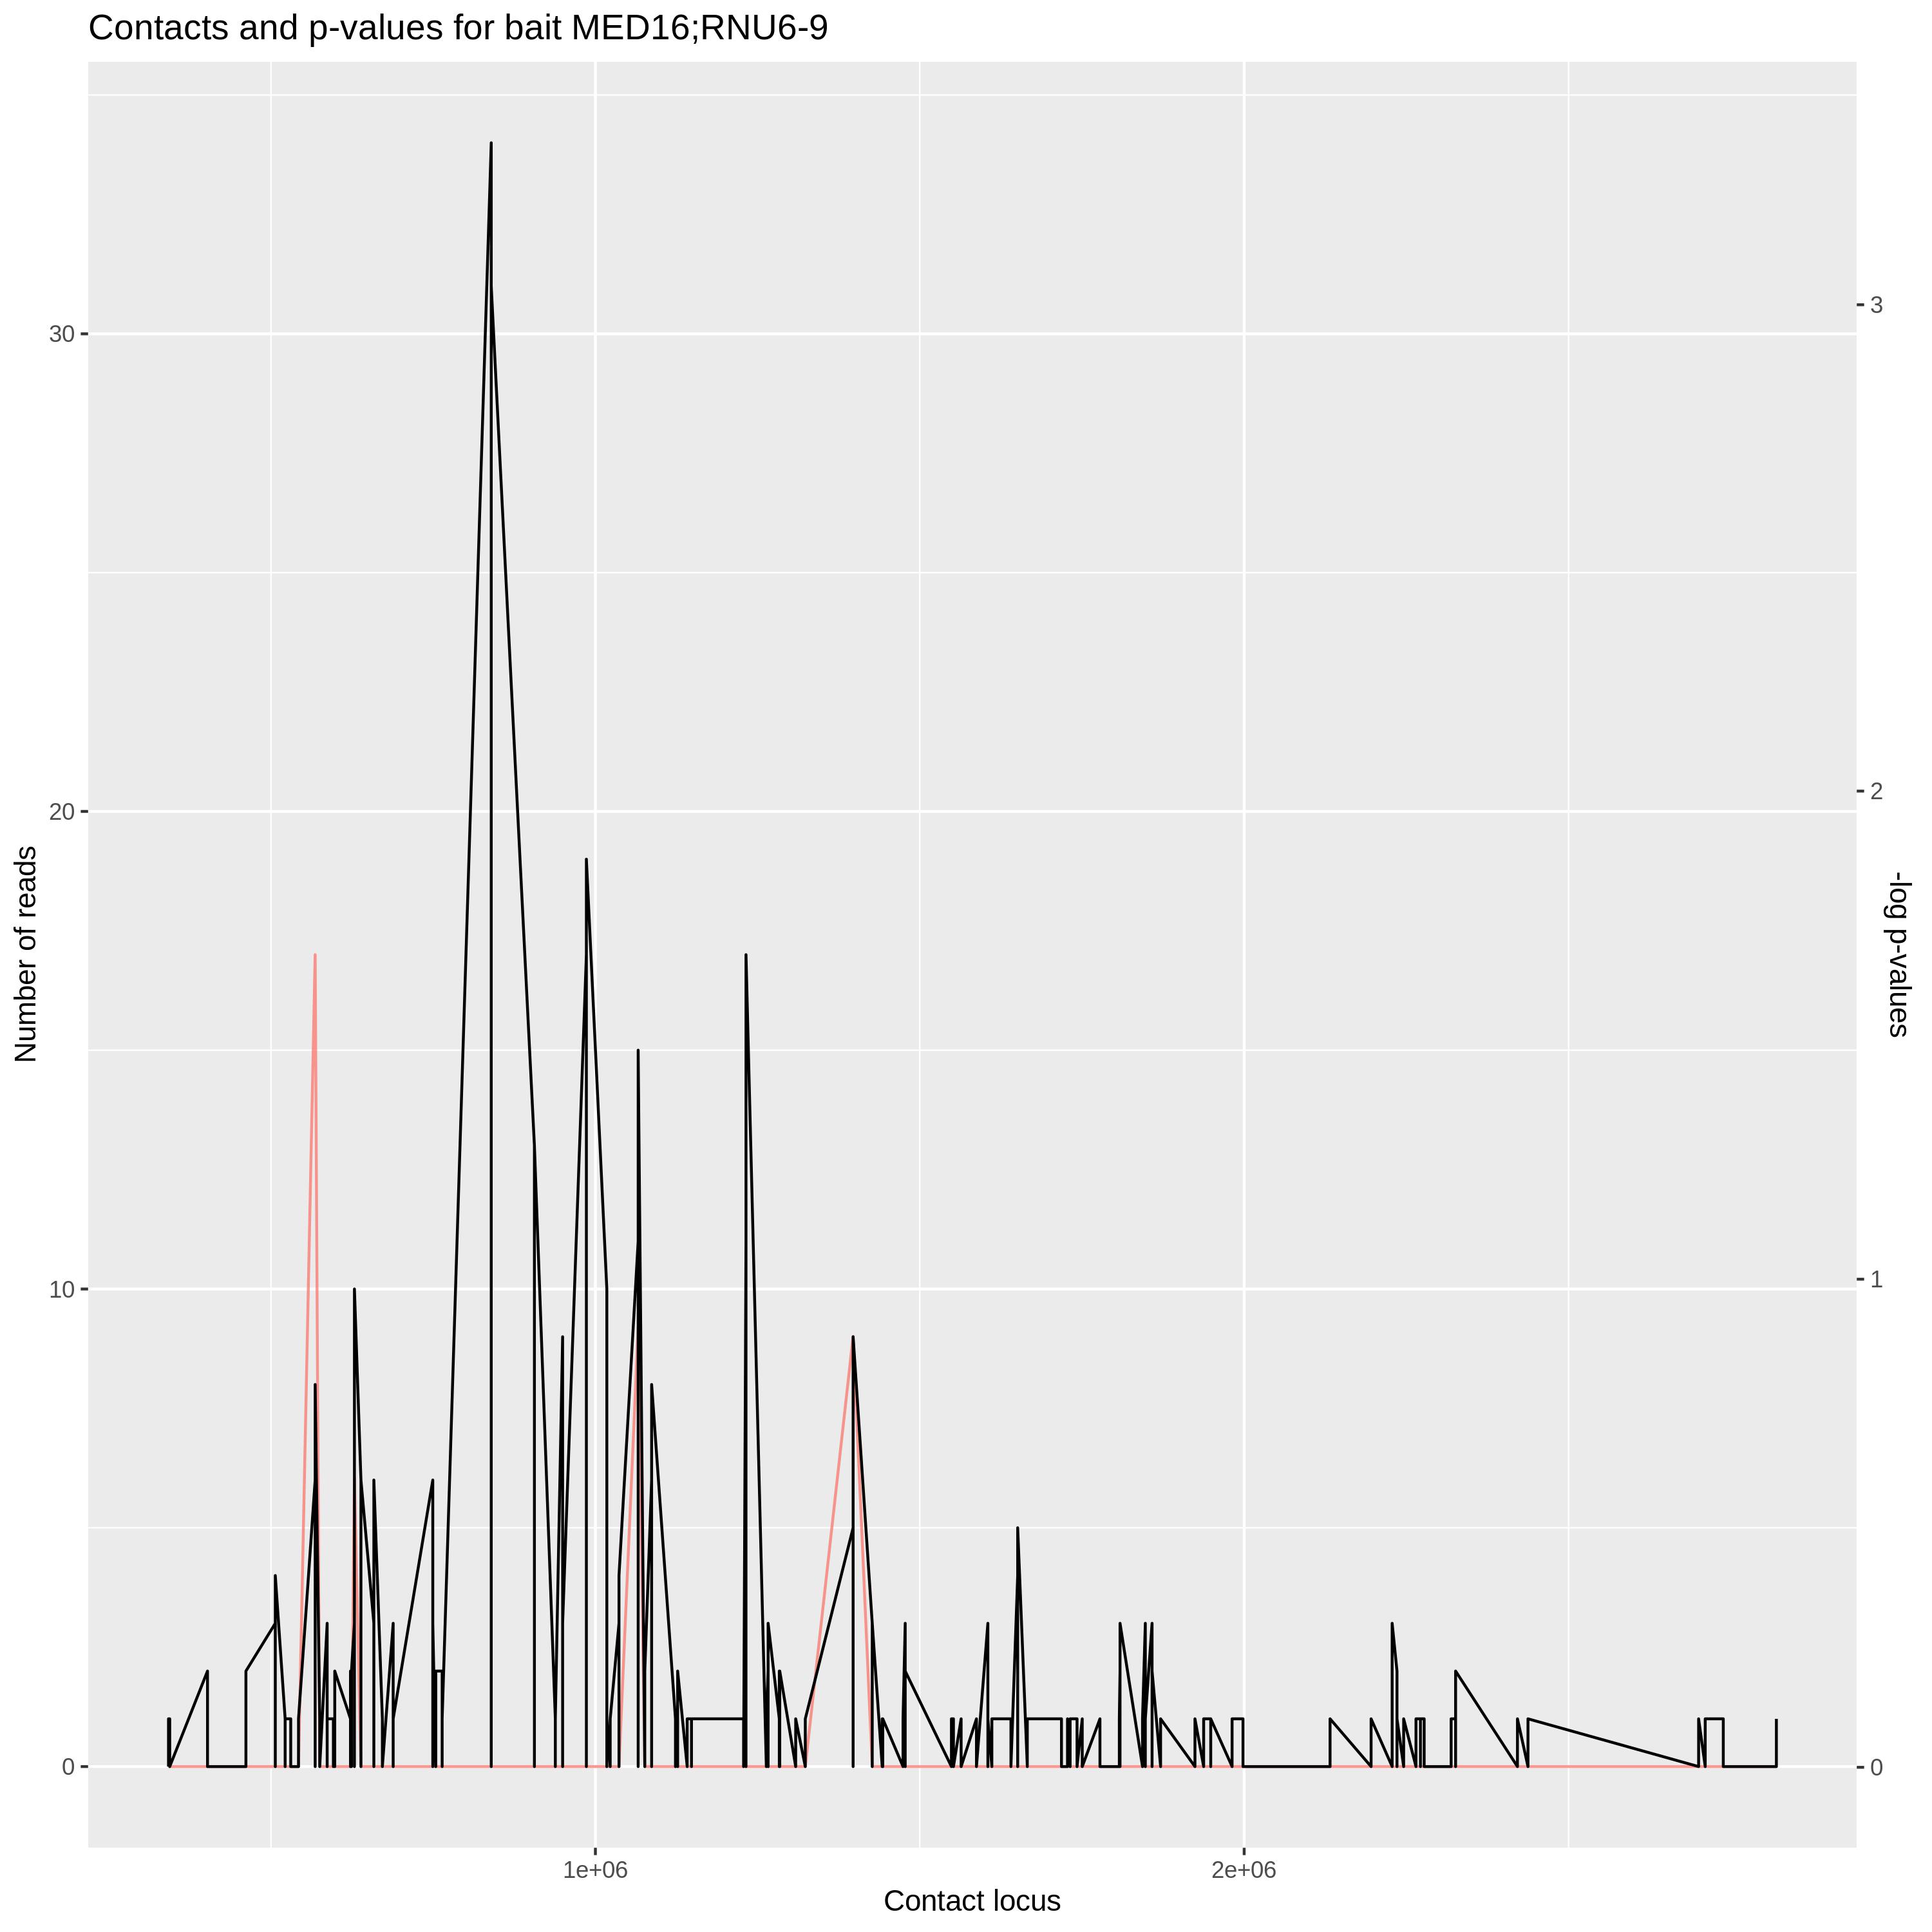 Contacts and p-values for bait MED16;RNU6-9
Number of reads
30
20
10
0
3
2
1
0
-log p-values
1e+06
2e+06
Contact locus